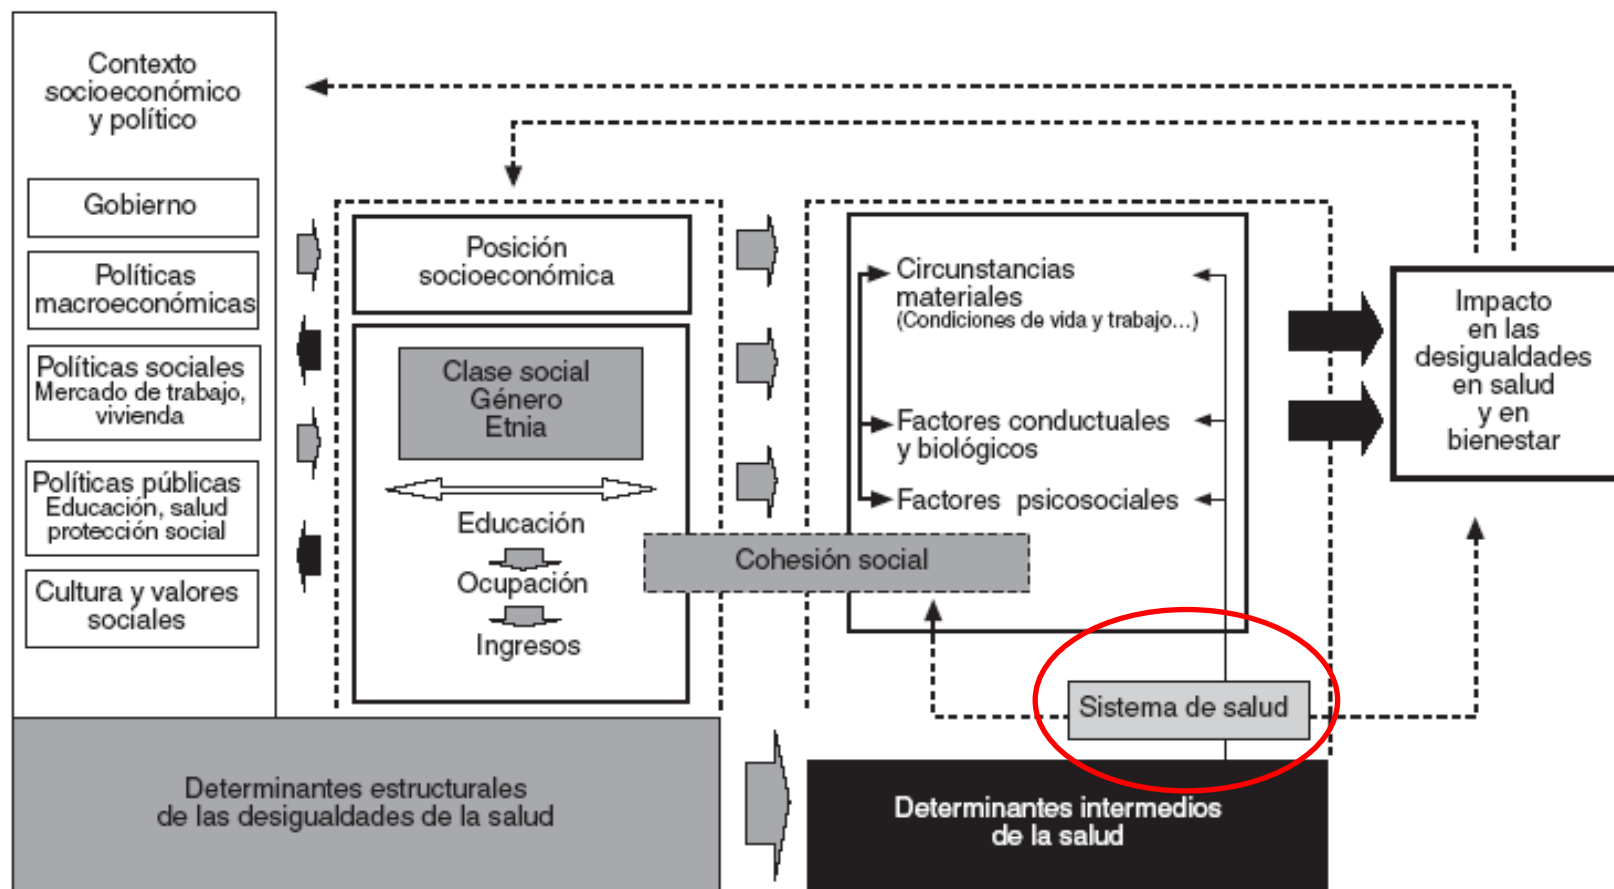 Contexto
socioeconómico
y político
Gobierno
Políticas
macroeconómicas
Políticas sociales
Mercado de trabajo,
vivienda
Políticas públicas
Educación, salud
protección social
Cultura y valores
sociales
Posición
socioeconómica
Clase social
Género
Etnia
Educación
Ocupación
Ingresos
Cohesión social
Circunstancias
materiales
(Condiciones de vida y trabajo...)
Factores conductuales
y biológicos
Factores psicosociales
Sistema de salud
Impacto
en las
desigualdades
en salud
y en
bienestar
Determinantes estructurales
de las desigualdades de la salud
Determinantes intermedios
de la salud